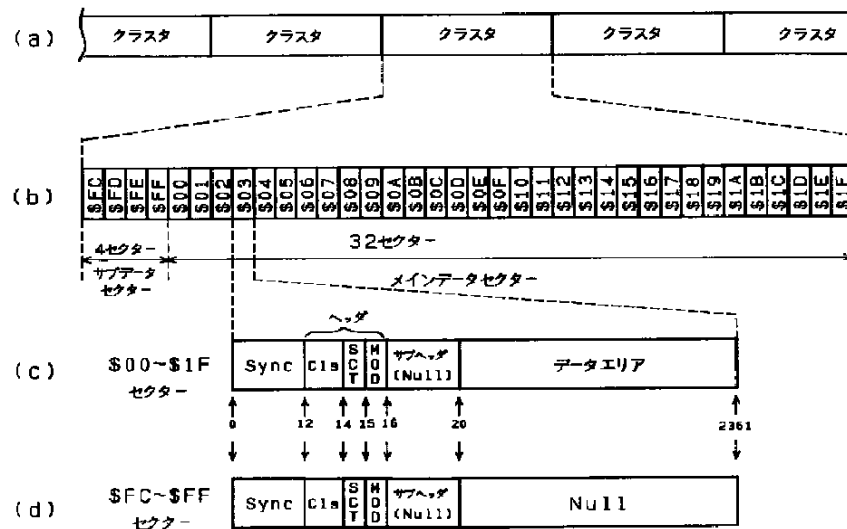 (a) クラスタ クラスタ クラスタ クラスタ クラスタ
(b) $FC $FD $FE $FF $00 $01 $02 $03 $04 $05 $06 $07 $08 $09 $0A $0B $0C $0D $0E $0F $10 $11 $12 $13 $14 $15 $16 $17 $18 $19 $1A $1B $1C $1D $1E $1F
4セクター 32セクター
サブデータ メインデータセクター
セクター
ヘッダ
(c) $00~$1F Sync Cls SCT MOD サブヘッダ データエリア
セクター (Null)
0 12 14 15 16 20 2361
(d) $FC~$FF Sync Cls SCT MOD サブヘッダ Null
セクター (Null)